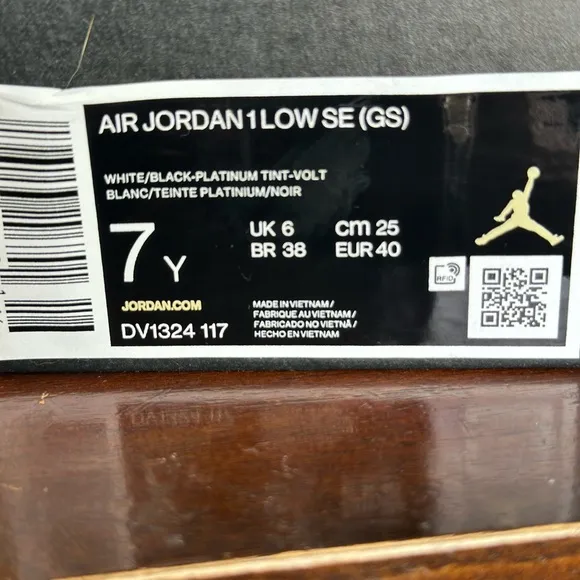 AIR JORDAN 1 LOW SE (GS)
WHITE/BLACK-PLATINUM TINT-VOLT
BLANC/TEINTE PLATINIUM/NOIR
7 Y
UK 6 cm 25
BR 38 EUR 40
RFID
JORDAN.COM
DV1324 117
MADE IN VIETNAM /
FABRIQUE AU VIETNAM /
FABRICADO NO VIETNÃ /
HECHO EN VIETNAM